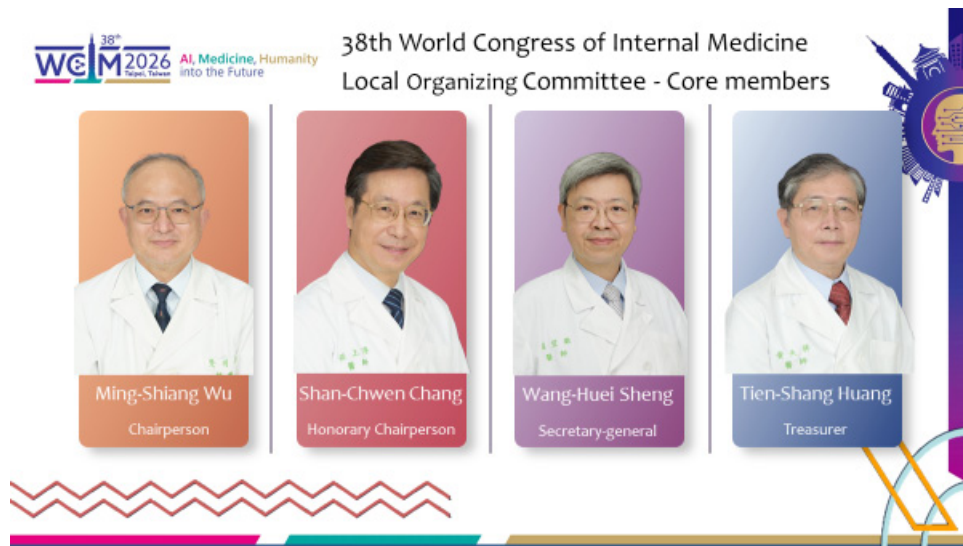 38th
WCIM 2026
Taipei, Taiwan
AI, Medicine, Humanity
into the Future
38th World Congress of Internal Medicine
Local Organizing Committee - Core members
Ming-Shiang Wu
Chairperson
Shan-Chwen Chang
Honorary Chairperson
Wang-Huei Sheng
Secretary-general
Tien-Shang Huang
Treasurer